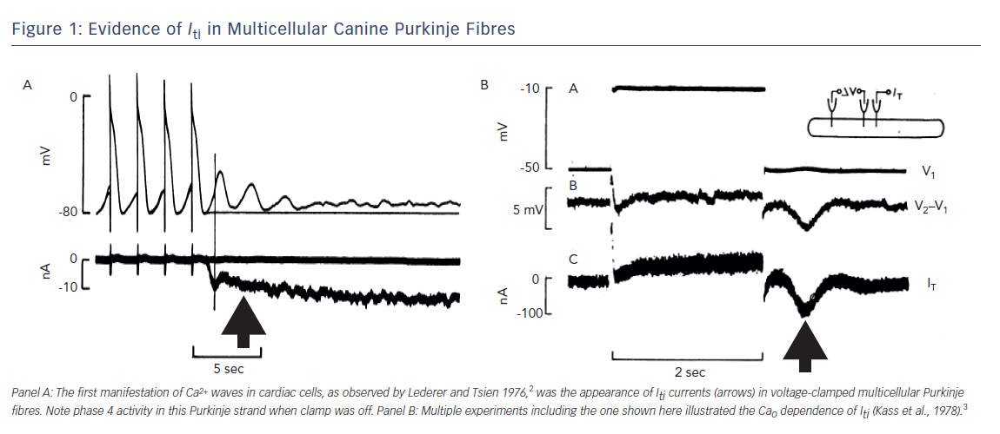 Figure 1: Evidence of Iti in Multicellular Canine Purkinje Fibres
A
0
mV
-80
0
nA
-10
5 sec
B
-10
A
mV
-50
V1
B
5 mV
V2–V1
C
0
IT
nA
-100
2 sec
ΔV
IT
Panel A: The first manifestation of Ca2+ waves in cardiac cells, as observed by Lederer and Tsien 1976,2 was the appearance of Iti currents (arrows) in voltage-clamped multicellular Purkinje
fibres. Note phase 4 activity in this Purkinje strand when clamp was off. Panel B: Multiple experiments including the one shown here illustrated the Cao dependence of Iti (Kass et al., 1978).3